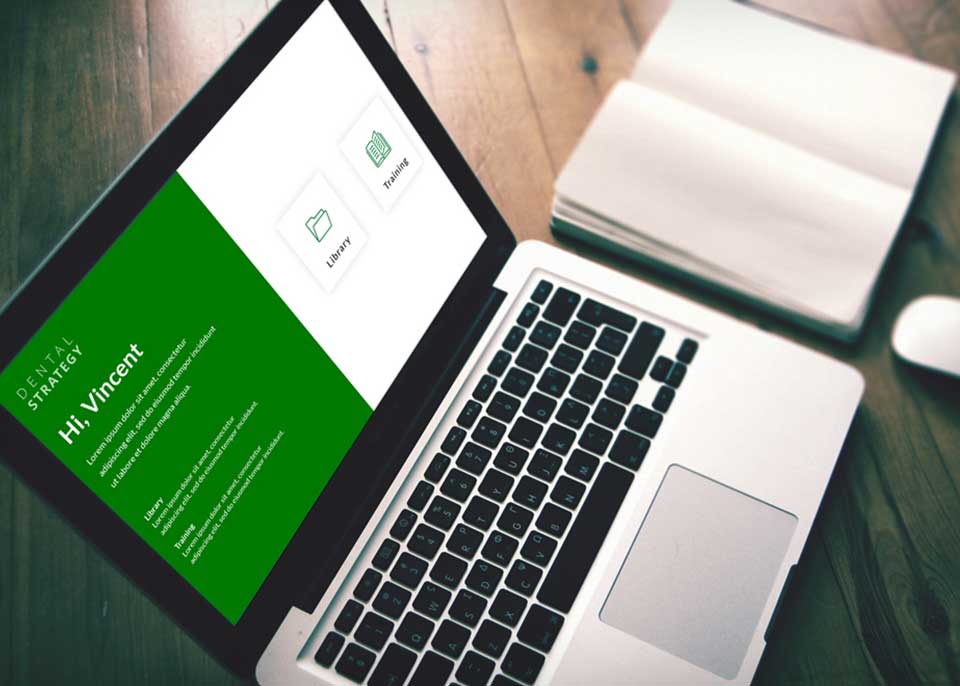 DENTAL
STRATEGY
Hi, Vincent
Lorem ipsum dolor sit amet, consectetur
adipiscing elit, sed do eiusmod tempor incididunt
ut labore et dolore magna aliqua.
Library
Lorem ipsum dolor sit amet, consectetur
adipiscing elit, sed do eiusmod tempor incididunt.
Training
Lorem ipsum dolor sit amet, consectetur
adipiscing elit, sed do eiusmod tempor incididunt.
Library
Training